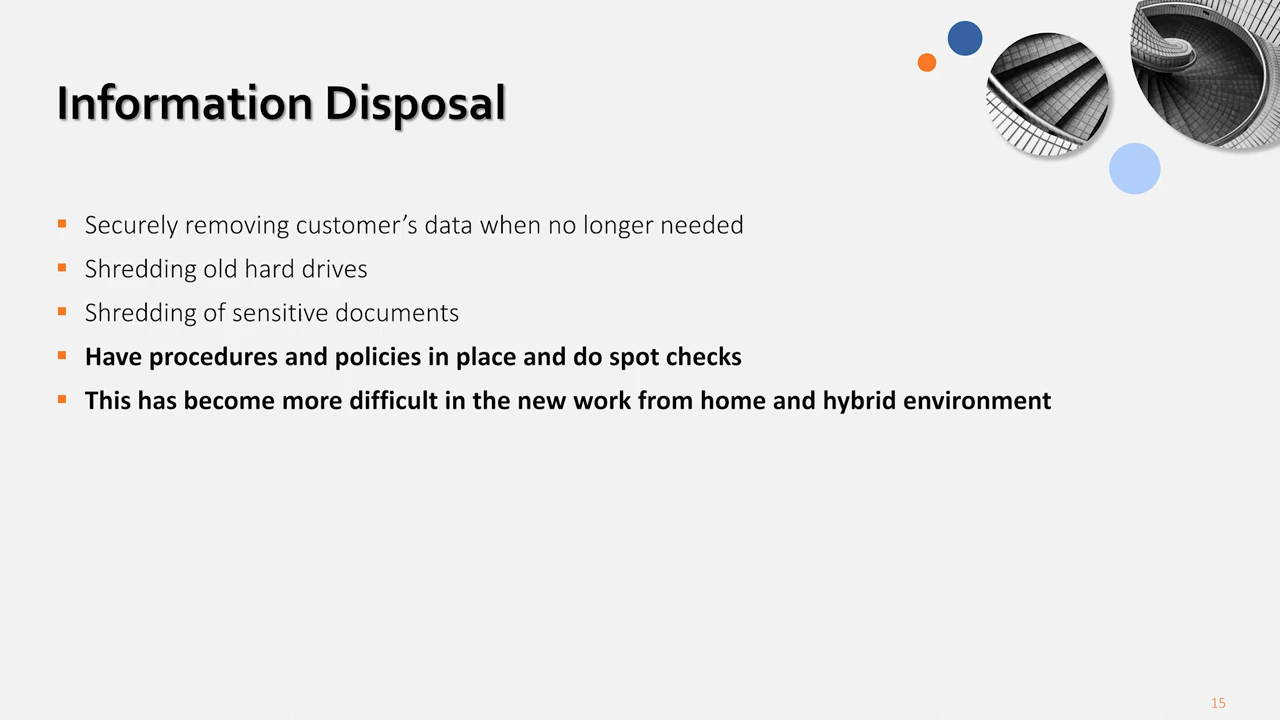 Information Disposal
Securely removing customer’s data when no longer needed
Shredding old hard drives
Shredding of sensitive documents
Have procedures and policies in place and do spot checks
This has become more difficult in the new work from home and hybrid environment
15